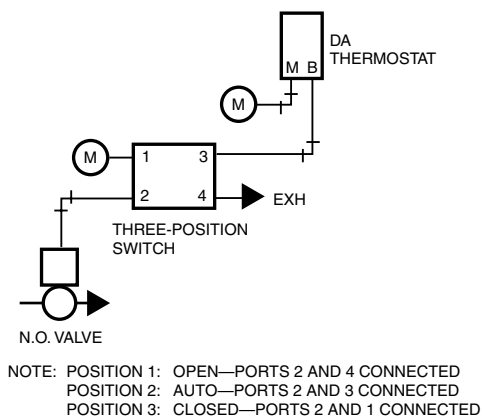 DA
THERMOSTAT
M B
M
M
1 3
2 4
EXH
THREE-POSITION
SWITCH
N.O. VALVE
NOTE: POSITION 1: OPEN—PORTS 2 AND 4 CONNECTED
POSITION 2: AUTO—PORTS 2 AND 3 CONNECTED
POSITION 3: CLOSED—PORTS 2 AND 1 CONNECTED